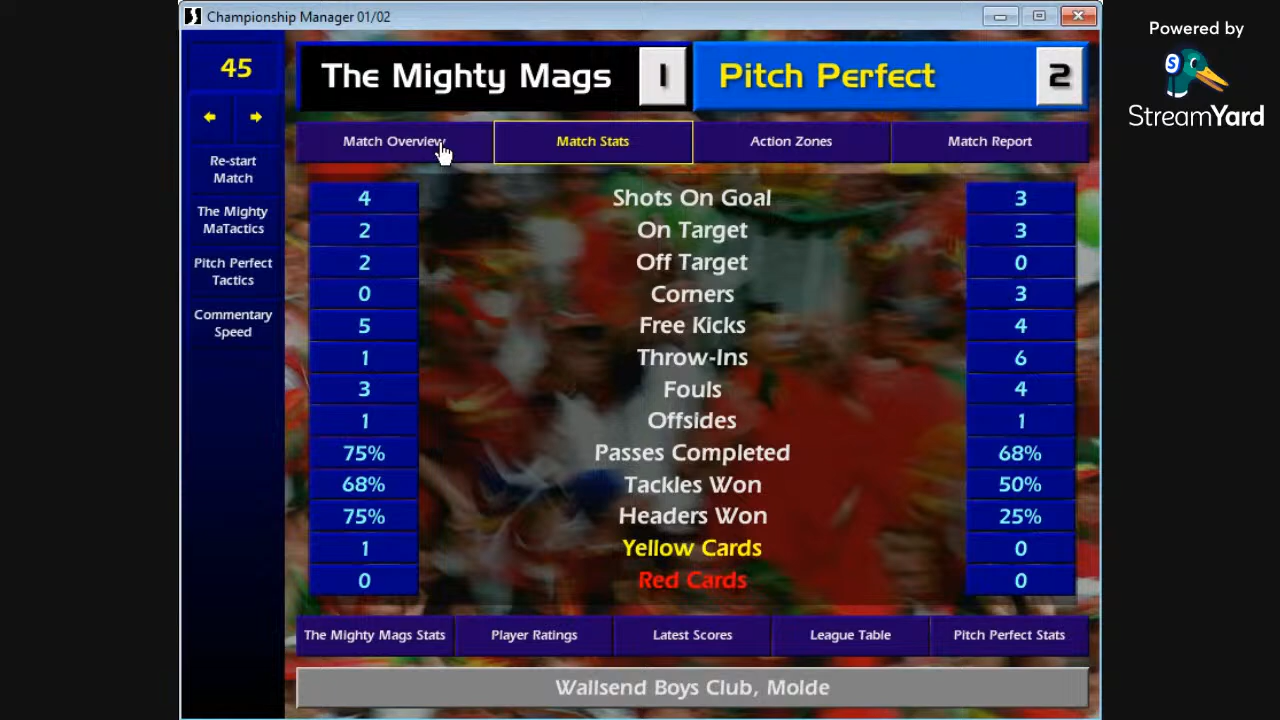 Championship Manager 01/02
Powered by
StreamYard
45
The Mighty Mags 1 Pitch Perfect 2
Match Overview Match Stats Action Zones Match Report
Re-start
Match
The Mighty
MaTactics
Pitch Perfect
Tactics
Commentary
Speed
4 Shots On Goal 3
2 On Target 3
2 Off Target 0
0 Corners 3
5 Free Kicks 4
1 Throw-Ins 6
3 Fouls 4
1 Offsides 1
75% Passes Completed 68%
68% Tackles Won 50%
75% Headers Won 25%
1 Yellow Cards 0
0 Red Cards 0
The Mighty Mags Stats Player Ratings Latest Scores League Table Pitch Perfect Stats
Wallsend Boys Club, Molde